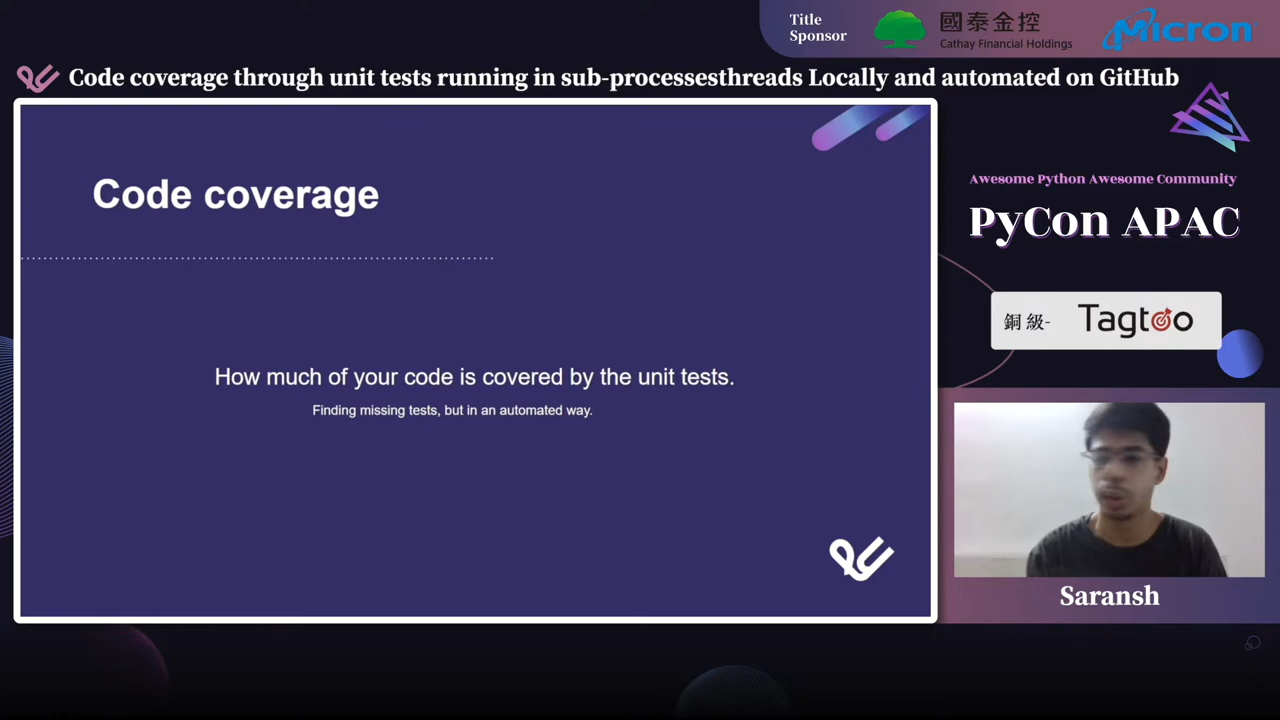 Title
Sponsor
國泰金控
Cathay Financial Holdings
Micron
Code coverage through unit tests running in sub-processesthreads Locally and automated on GitHub
Code coverage
How much of your code is covered by the unit tests.
Finding missing tests, but in an automated way.
Awesome Python Awesome Community
PyCon APAC
銅級- Tagtoo
Saransh